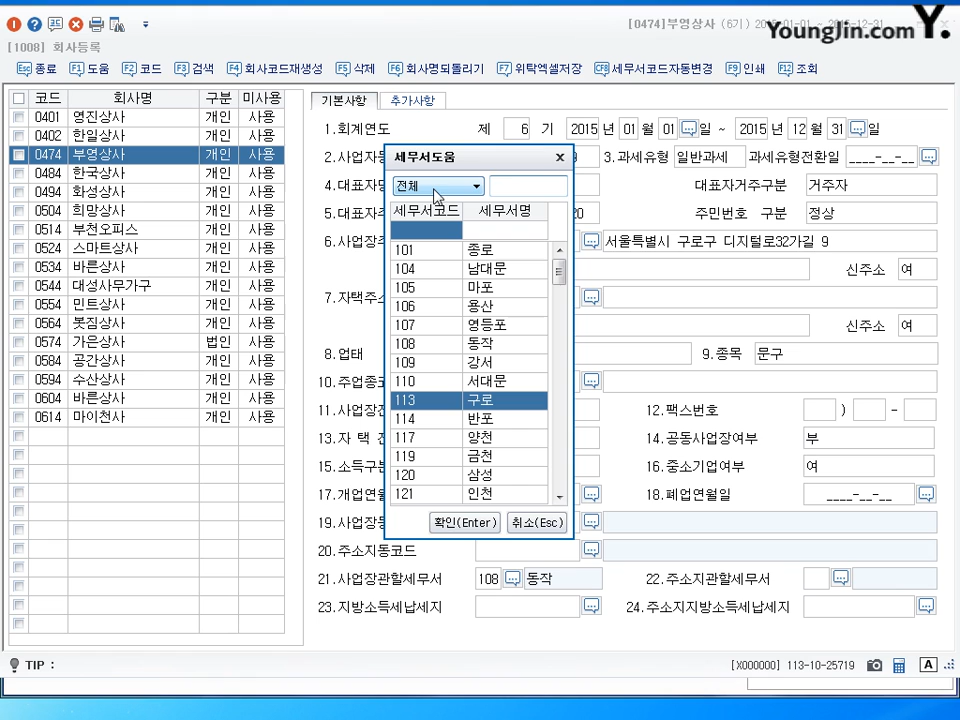 [0474]부영상사 (6기) 2015-01-01 ~ 2015-12-31
YoungJin.com Y.
[1008] 회사등록
Esc 종료 F1 도움 F2 코드 F3 검색 F4 회사코드재생성 F5 삭제 F6 회사명되돌리기 F7 위탁엑셀저장 CF8 세무서코드자동변경 F9 인쇄 F12 조회
코드 회사명 구분 미사용
0401 영진상사 개인 사용
0402 한일상사 개인 사용
0474 부영상사 개인 사용
0484 한국상사 개인 사용
0494 화성상사 개인 사용
0504 희망상사 개인 사용
0514 부천오피스 개인 사용
0524 스마트상사 개인 사용
0534 바른상사 개인 사용
0544 대성사무가구 개인 사용
0554 민트상사 개인 사용
0564 봇짐상사 개인 사용
0574 가은상사 법인 사용
0584 공간상사 개인 사용
0594 수산상사 개인 사용
0604 바른상사 개인 사용
0614 마이천사 개인 사용
기본사항 추가사항
1.회계연도 제 6 기 2015 년 01 월 01 일 ~ 2015 년 12 월 31 일
2.사업자등 9 3.과세유형 일반과세 과세유형전환일 ____-__-__
4.대표자명 대표자거주구분 거주자
5.대표자주 20 주민번호 구분 정상
6.사업장주 서울특별시 구로구 디지털로32가길 9
신주소 여
7.자택주소
신주소 여
8.업태 9.종목 문구
10.주업종코
11.사업장전 12.팩스번호 ) -
13.자 택 전 14.공동사업장여부 부
15.소득구분 16.중소기업여부 여
17.개업연월 18.폐업연월일 ____-__-__
19.사업장동
20.주소지동코드
21.사업장관할세무서 108 동작 22.주소지관할세무서
23.지방소득세납세지 24.주소지지방소득세납세지
세무서도움 x
전체
세무서코드 세무서명
101 종로
104 남대문
105 마포
106 용산
107 영등포
108 동작
109 강서
110 서대문
113 구로
114 반포
117 양천
119 금천
120 삼성
121 인천
확인(Enter) 취소(Esc)
TIP :
[X000000] 113-10-25719 A